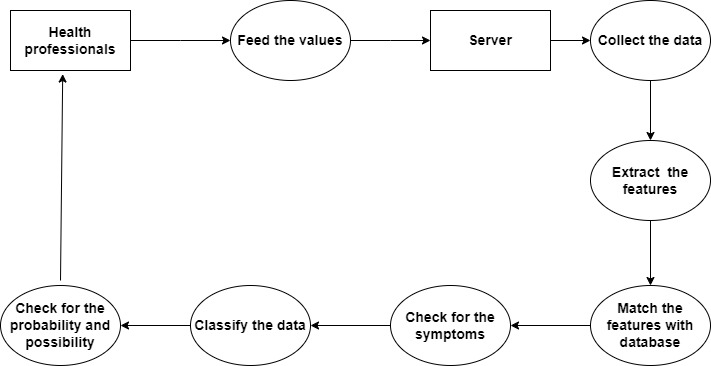 Health
professionals
Feed the values
Server
Collect the data
Extract  the
features
Match the
features with
database
Check for the
symptoms
Classify the data
Check for the
probability and
possibility